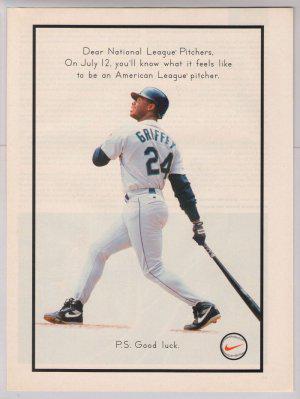 Dear National League Pitchers,
On July 12, you'll know what it feels like
to be an American League pitcher.
GRIFFEY
24
P.S. Good luck.